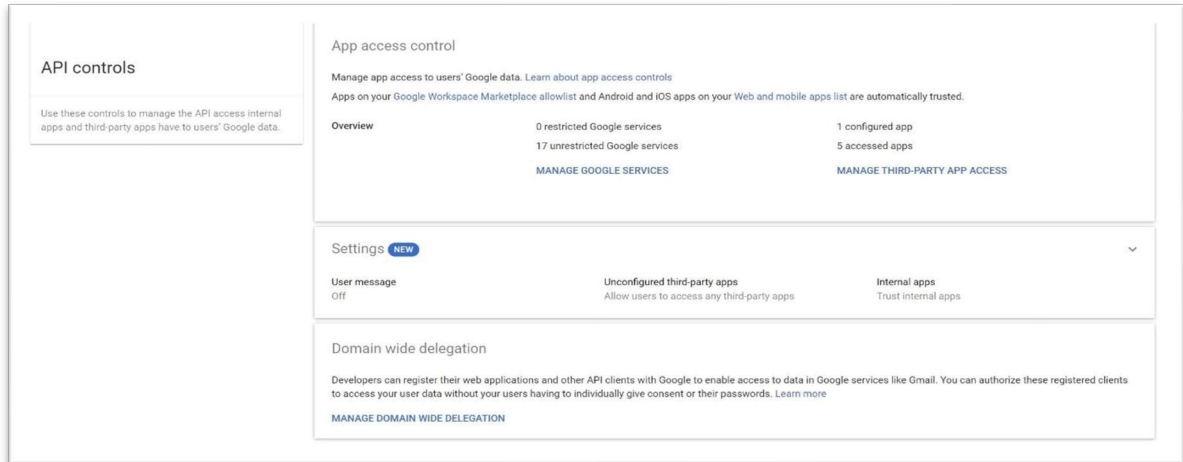 API controls
Use these controls to manage the API access internal
apps and third-party apps have to users' Google data.
App access control
Manage app access to users' Google data. Learn about app access controls
Apps on your Google Workspace Marketplace allowlist and Android and iOS apps on your Web and mobile apps list are automatically trusted.
Overview
0 restricted Google services
17 unrestricted Google services
MANAGE GOOGLE SERVICES
1 configured app
5 accessed apps
MANAGE THIRD-PARTY APP ACCESS
Settings NEW
User message
Off
Unconfigured third-party apps
Allow users to access any third-party apps
Internal apps
Trust internal apps
Domain wide delegation
Developers can register their web applications and other API clients with Google to enable access to data in Google services like Gmail. You can authorize these registered clients
to access your user data without your users having to individually give consent or their passwords. Learn more
MANAGE DOMAIN WIDE DELEGATION